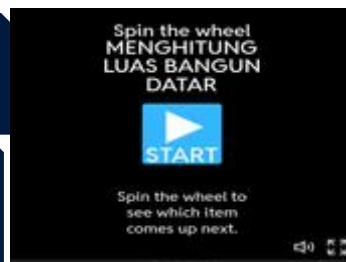 Spin the wheel
MENGHITUNG
LUAS BANGUN
DATAR
START
Spin the wheel to
see which item
comes up next.